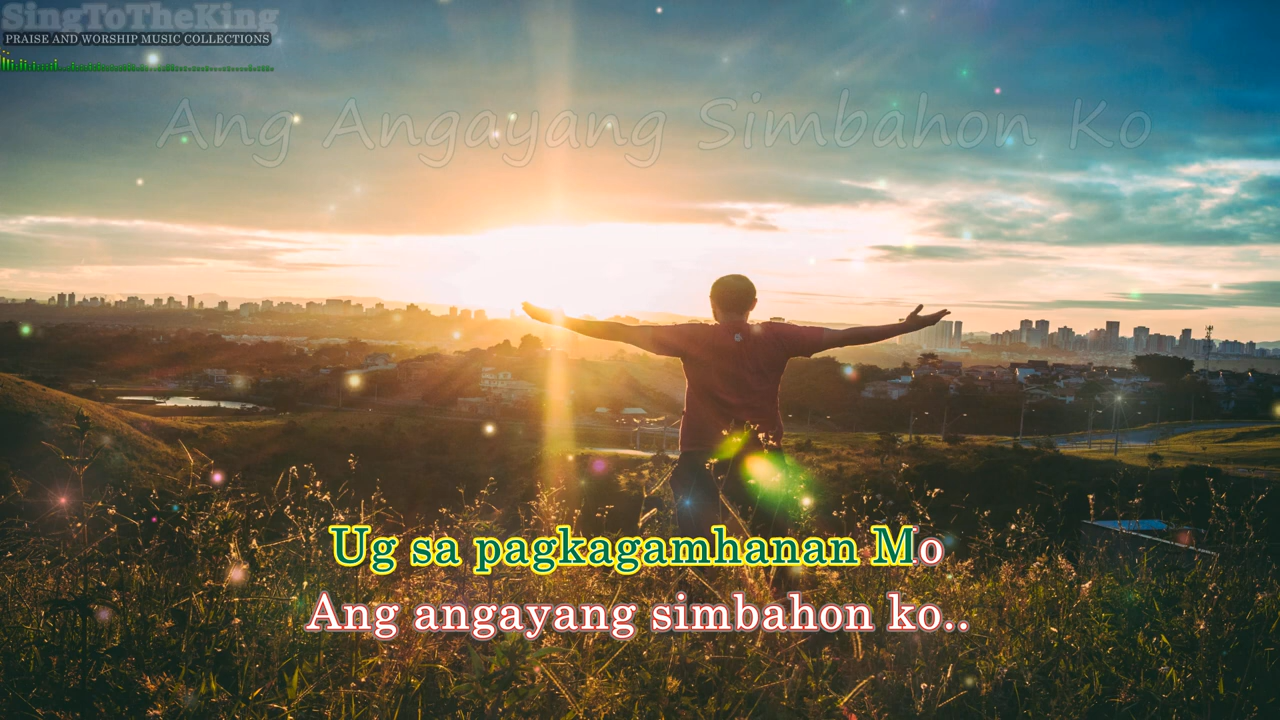 SingToTheKing
PRAISE AND WORSHIP MUSIC COLLECTIONS
Ang Angayang Simbahon Ko
Ug sa pagkagamhanan Mo
Ang angayang simbahon ko..